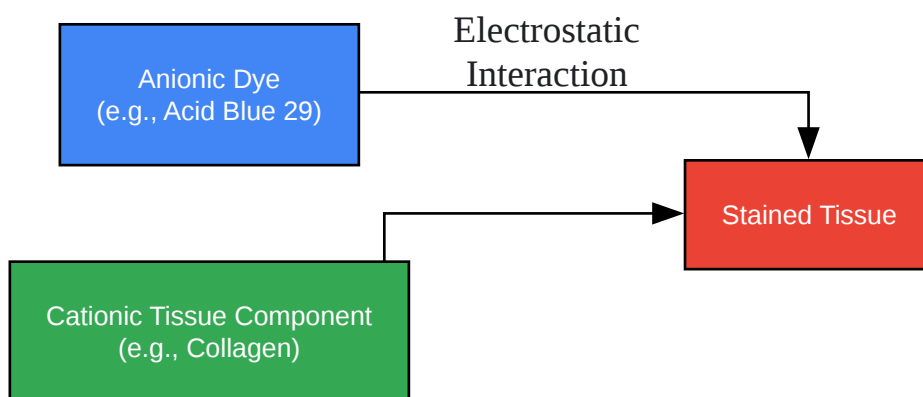 Electrostatic
Interaction
Anionic Dye
(e.g., Acid Blue 29)
Stained Tissue
Cationic Tissue Component
(e.g., Collagen)